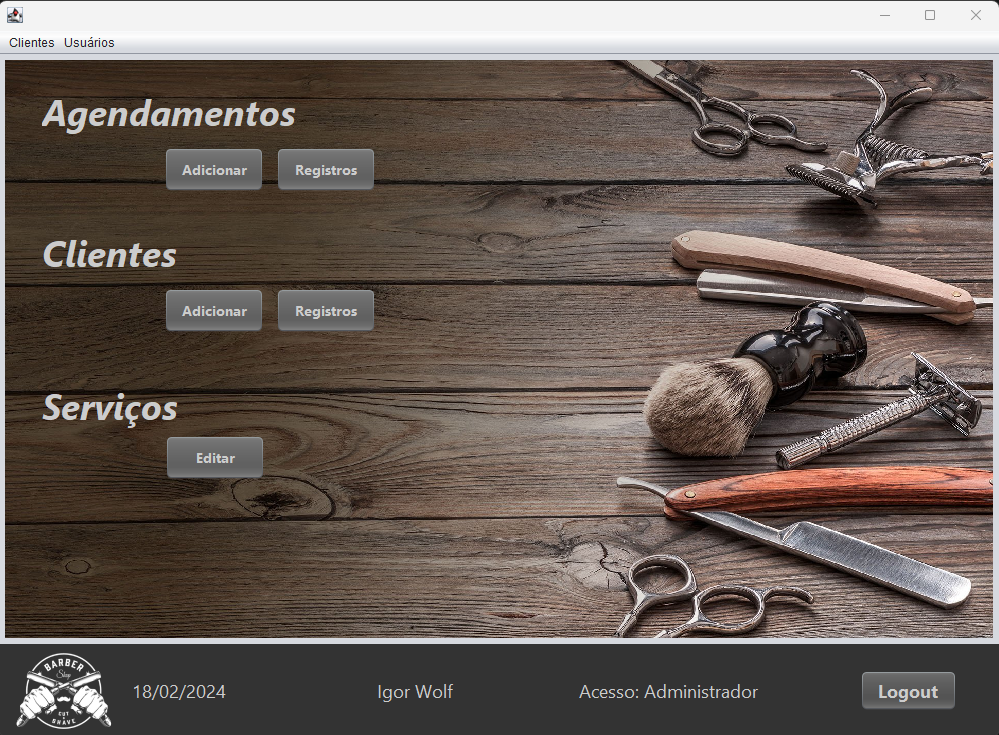 Clientes Usuários
Agendamentos
Adicionar Registros
Clientes
Adicionar Registros
Serviços
Editar
BARBER
Shop
CUT
&
SHAVE
18/02/2024 Igor Wolf Acesso: Administrador Logout